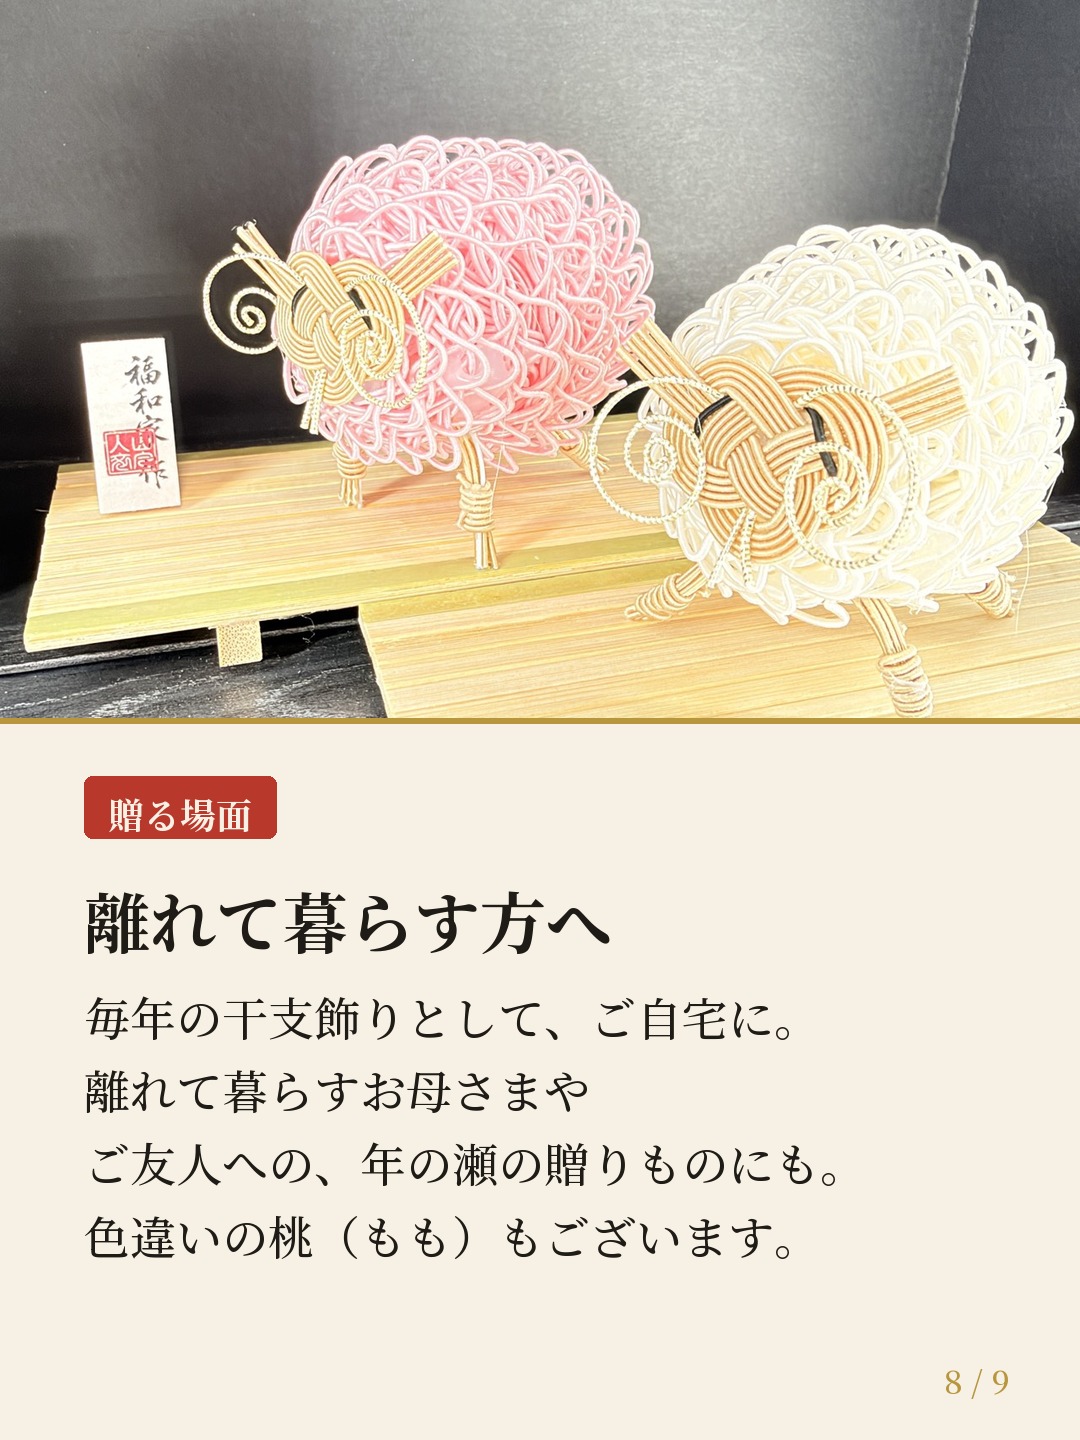 福和家作
贈る場面
離れて暮らす方へ
毎年の干支飾りとして、ご自宅に。
離れて暮らすお母さまや
ご友人への、年の瀬の贈りものにも。
色違いの桃（もも）もございます。
8 / 9